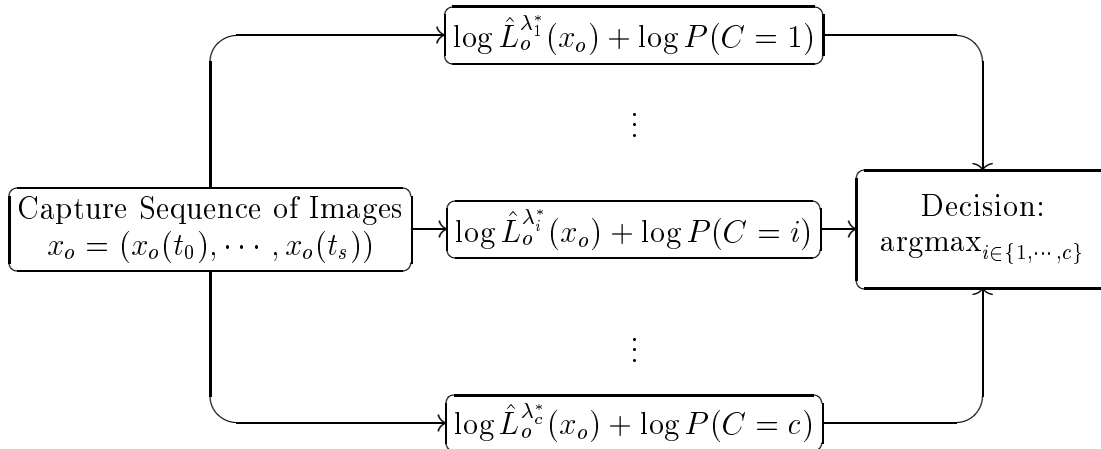 log L̂_o^{λ_1^*}(x_o) + log P(C = 1)
⋮
Capture Sequence of Images
x_o = (x_o(t_0), ⋯ , x_o(t_s))
log L̂_o^{λ_i^*}(x_o) + log P(C = i)
Decision:
argmax_{i∈{1,⋯,c}}
⋮
log L̂_o^{λ_c^*}(x_o) + log P(C = c)